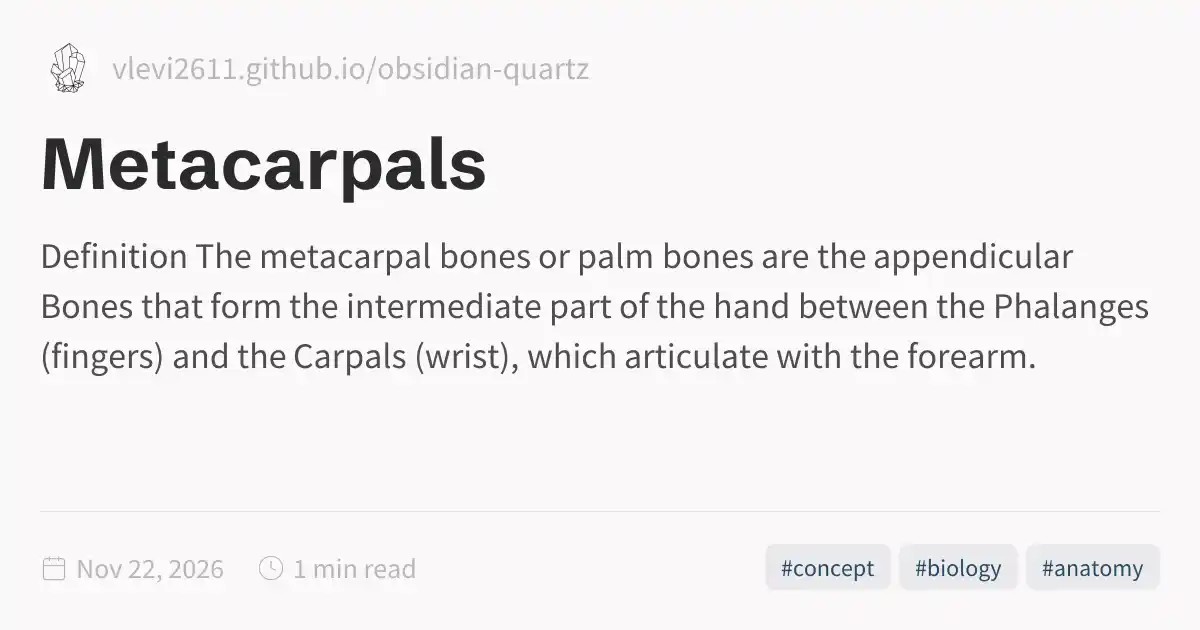 vlevi2611.github.io/obsidian-quartz
Metacarpals
Definition The metacarpal bones or palm bones are the appendicular
Bones that form the intermediate part of the hand between the Phalanges
(fingers) and the Carpals (wrist), which articulate with the forearm.
Nov 22, 2026 1 min read #concept #biology #anatomy